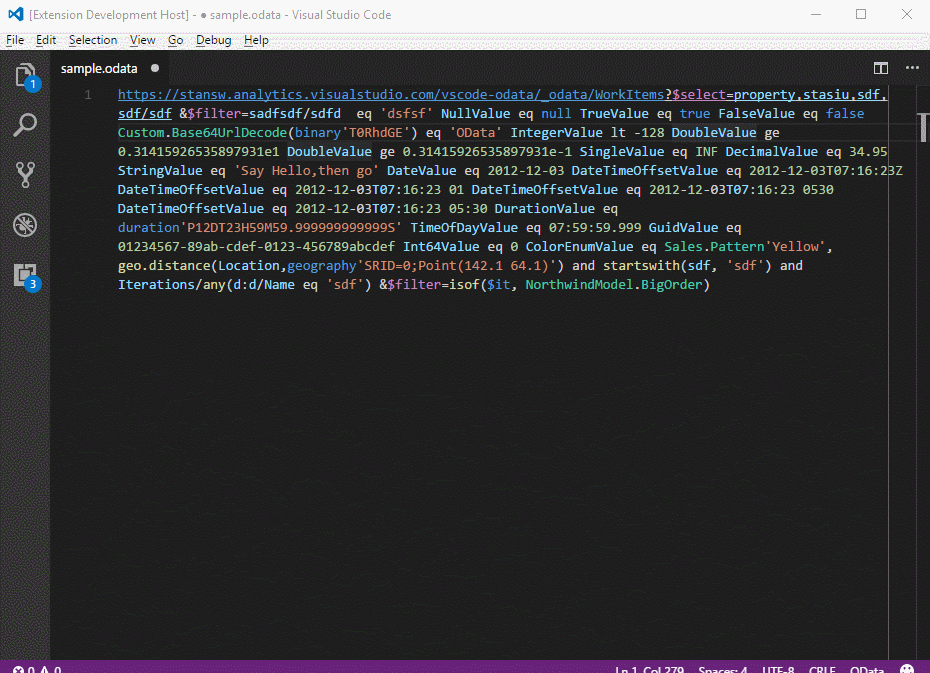 [Extension Development Host] - ● sample.odata - Visual Studio Code
File Edit Selection View Go Debug Help
sample.odata ●
1
1 https://stansw.analytics.visualstudio.com/vscode-odata/_odata/WorkItems?$select=property,stasiu,sdf,
sdf/sdf &$filter=sadfsdf/sdfd  eq 'dsfsf' NullValue eq null TrueValue eq true FalseValue eq false
Custom.Base64UrlDecode(binary'T0RhdGE') eq 'OData' IntegerValue lt -128 DoubleValue ge
0.31415926535897931e1 DoubleValue ge 0.31415926535897931e-1 SingleValue eq INF DecimalValue eq 34.95
StringValue eq 'Say Hello,then go' DateValue eq 2012-12-03 DateTimeOffsetValue eq 2012-12-03T07:16:23Z
DateTimeOffsetValue eq 2012-12-03T07:16:23 01 DateTimeOffsetValue eq 2012-12-03T07:16:23 0530
DateTimeOffsetValue eq 2012-12-03T07:16:23 05:30 DurationValue eq
duration'P12DT23H59M59.999999999999S' TimeOfDayValue eq 07:59:59.999 GuidValue eq
01234567-89ab-cdef-0123-456789abcdef Int64Value eq 0 ColorEnumValue eq Sales.Pattern'Yellow',
geo.distance(Location,geography'SRID=0;Point(142.1 64.1)') and startswith(sdf, 'sdf') and
Iterations/any(d:d/Name eq 'sdf') &$filter=isof($it, NorthwindModel.BigOrder)
3
0 0 Ln 1, Col 279 Spaces: 4 UTF-8 CRLF OData